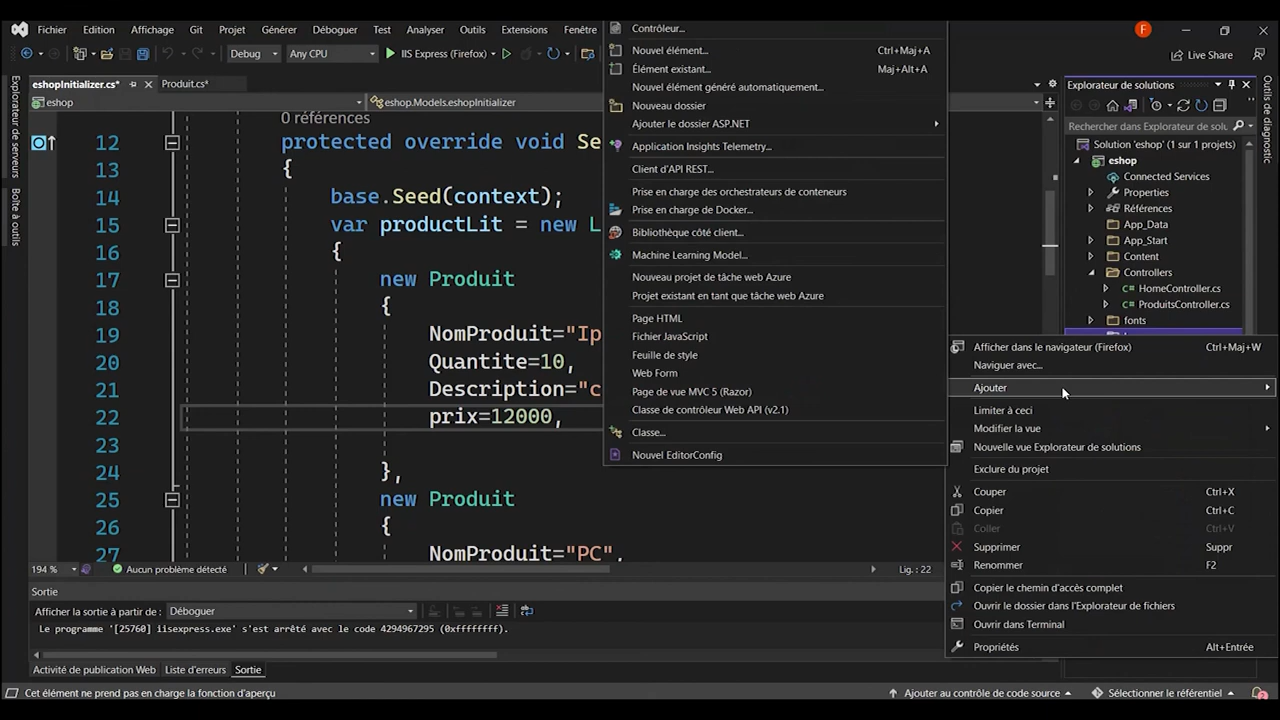 Fichier Edition Affichage Git Projet Générer Déboguer Test Analyser Outils Extensions Fenêtre
F
Debug Any CPU IIS Express (Firefox) Live Share
eshopInitializer.cs* Produit.cs*
eshop eshop.Models.eshopInitializer
Explorateur de serveurs
Boîte à outils
0 références
12 protected override void Se
13 {
14 base.Seed(context);
15 var productLit = new L
16 {
17 new Produit
18 {
19 NomProduit="Ip
20 Quantite=10,
21 Description="c
22 prix=12000,
23
24 },
25 new Produit
26 {
27 NomProduit="PC",
194 % Aucun problème détecté Lig. : 22
Contrôleur...
Nouvel élément... Ctrl+Maj+A
Élément existant... Maj+Alt+A
Nouvel élément généré automatiquement...
Nouveau dossier
Ajouter le dossier ASP.NET
Application Insights Telemetry...
Client d'API REST...
Prise en charge des orchestrateurs de conteneurs
Prise en charge de Docker...
Bibliothèque côté client...
Machine Learning Model...
Nouveau projet de tâche web Azure
Projet existant en tant que tâche web Azure
Page HTML
Fichier JavaScript
Feuille de style
Web Form
Page de vue MVC 5 (Razor)
Classe de contrôleur Web API (v2.1)
Classe...
Nouvel EditorConfig
Explorateur de solutions
Rechercher dans Explorateur de solu
Solution 'eshop' (1 sur 1 projets)
eshop
Connected Services
Properties
Références
App_Data
App_Start
Content
Controllers
C# HomeController.cs
C# ProduitsController.cs
fonts
Outils de diagnostic
Afficher dans le navigateur (Firefox) Ctrl+Maj+W
Naviguer avec...
Ajouter
Limiter à ceci
Modifier la vue
Nouvelle vue Explorateur de solutions
Exclure du projet
Couper Ctrl+X
Copier Ctrl+C
Coller Ctrl+V
Supprimer Suppr
Renommer F2
Copier le chemin d'accès complet
Ouvrir le dossier dans l'Explorateur de fichiers
Ouvrir dans Terminal
Propriétés Alt+Entrée
Sortie
Afficher la sortie à partir de : Déboguer
Le programme '[25760] iisexpress.exe' s'est arrêté avec le code 4294967295 (0xffffffff).
Activité de publication Web Liste d'erreurs Sortie
Cet élément ne prend pas en charge la fonction d'aperçu Ajouter au contrôle de code source Sélectionner le référentiel 2